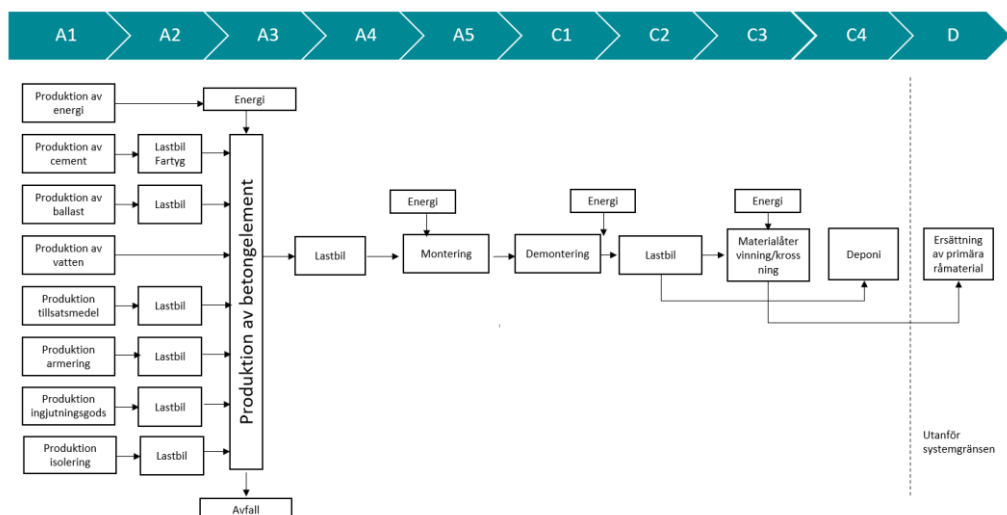 A1
A2
A3
A4
A5
C1
C2
C3
C4
D
Produktion av
energi
Energi
Produktion av
cement
Lastbil
Fartyg
Produktion av
ballast
Lastbil
Produktion av
vatten
Produktion
tillsatsmedel
Lastbil
Produktion
armering
Lastbil
Produktion
ingjutningsgods
Lastbil
Produktion
isolering
Lastbil
Produktion av betongelement
Avfall
Lastbil
Energi
Montering
Demontering
Energi
Lastbil
Energi
Materialåter
vinning/kross
ning
Deponi
Ersättning
av primära
råmaterial
Utanför
systemgränsen